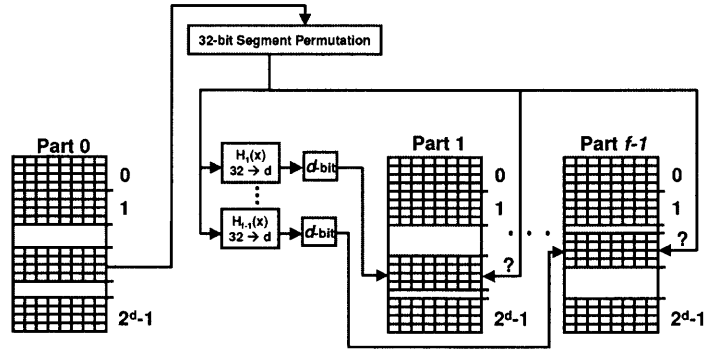 32-bit Segment Permutation
Part 0
0
1
2ᵈ-1
H₁(x)
32 → d
d-bit
Hf-1(x)
32 → d
d-bit
Part 1
0
1
?
2ᵈ-1
Part f-1
0
1
?
2ᵈ-1